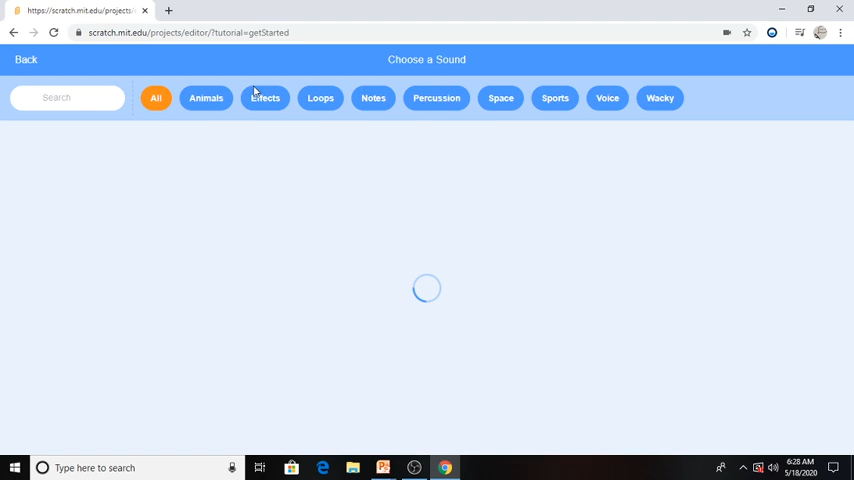 https://scratch.mit.edu/projects/
scratch.mit.edu/projects/editor/?tutorial=getStarted
Back
Choose a Sound
Search
All
Animals
Effects
Loops
Notes
Percussion
Space
Sports
Voice
Wacky
Type here to search
6:28 AM
5/18/2020